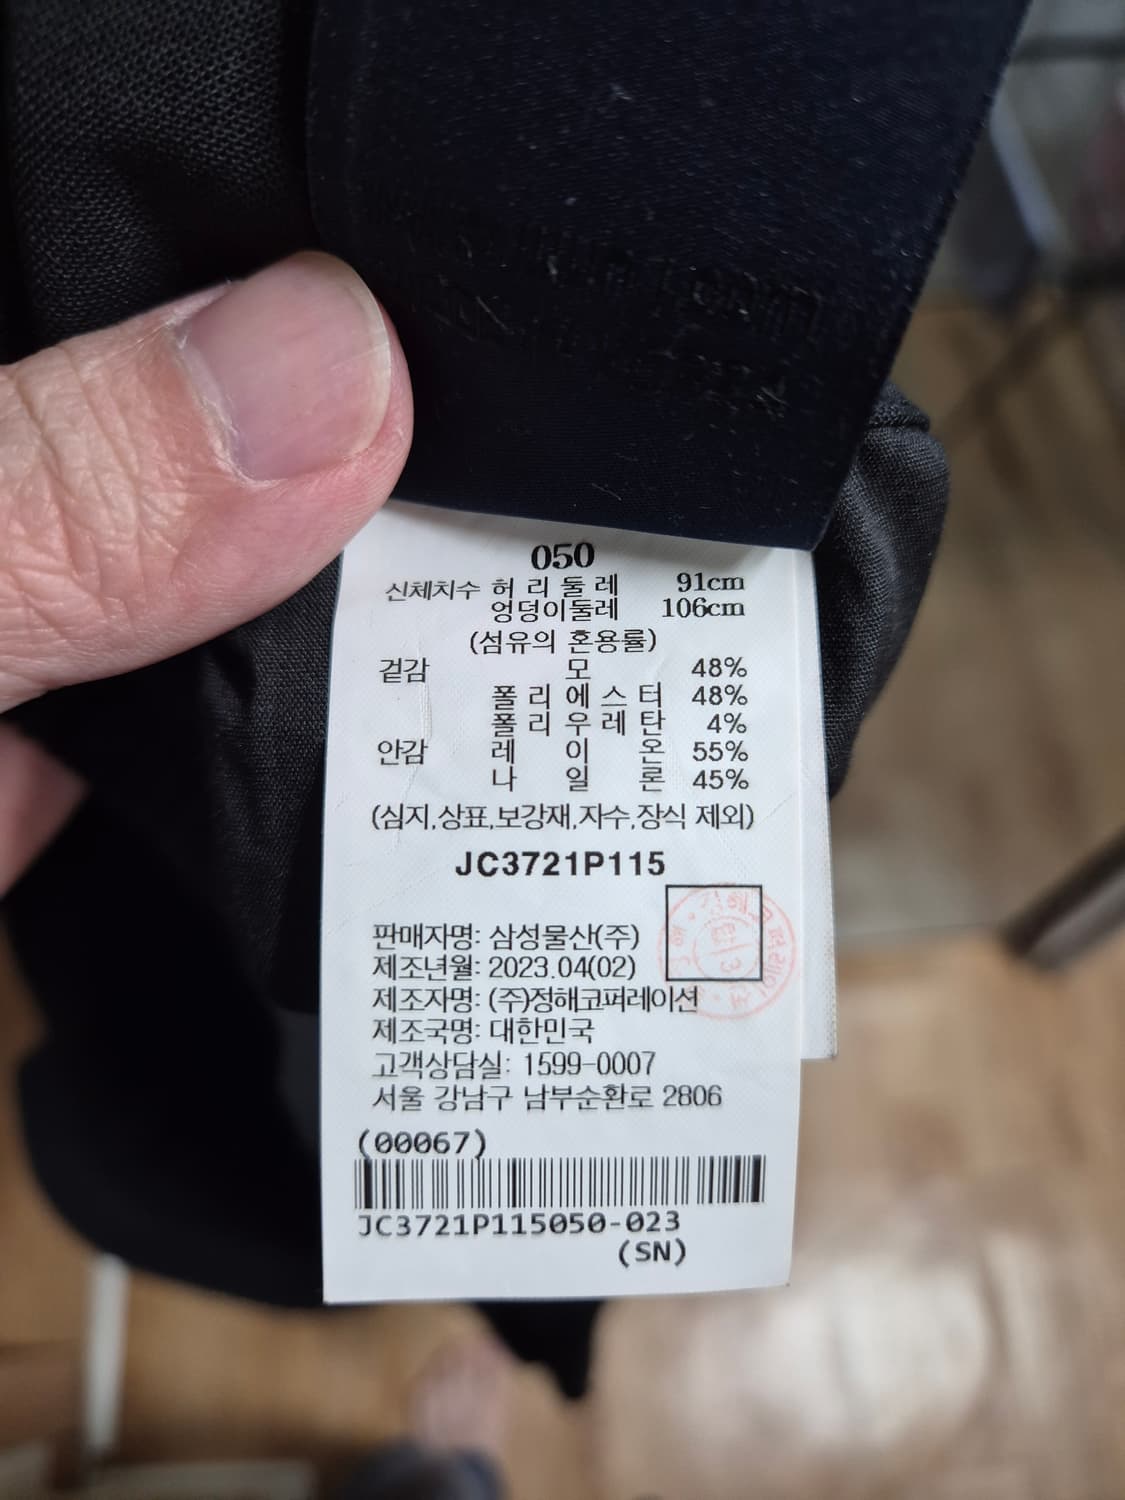 050
신체치수 허리둘레 91cm
엉덩이둘레 106cm
(섬유의 혼용률)
겉감 모 48%
폴리에스터 48%
폴리우레탄 4%
안감 레이온 55%
나일론 45%
(심지,상표,보강재,자수,장식 제외)
JC3721P115
판매자명: 삼성물산(주)
제조년월: 2023.04(02)
제조자명: (주)정해코퍼레이션
제조국명: 대한민국
고객상담실: 1599-0007
서울 강남구 남부순환로 2806
(00067)
JC3721P115050-023
(SN)